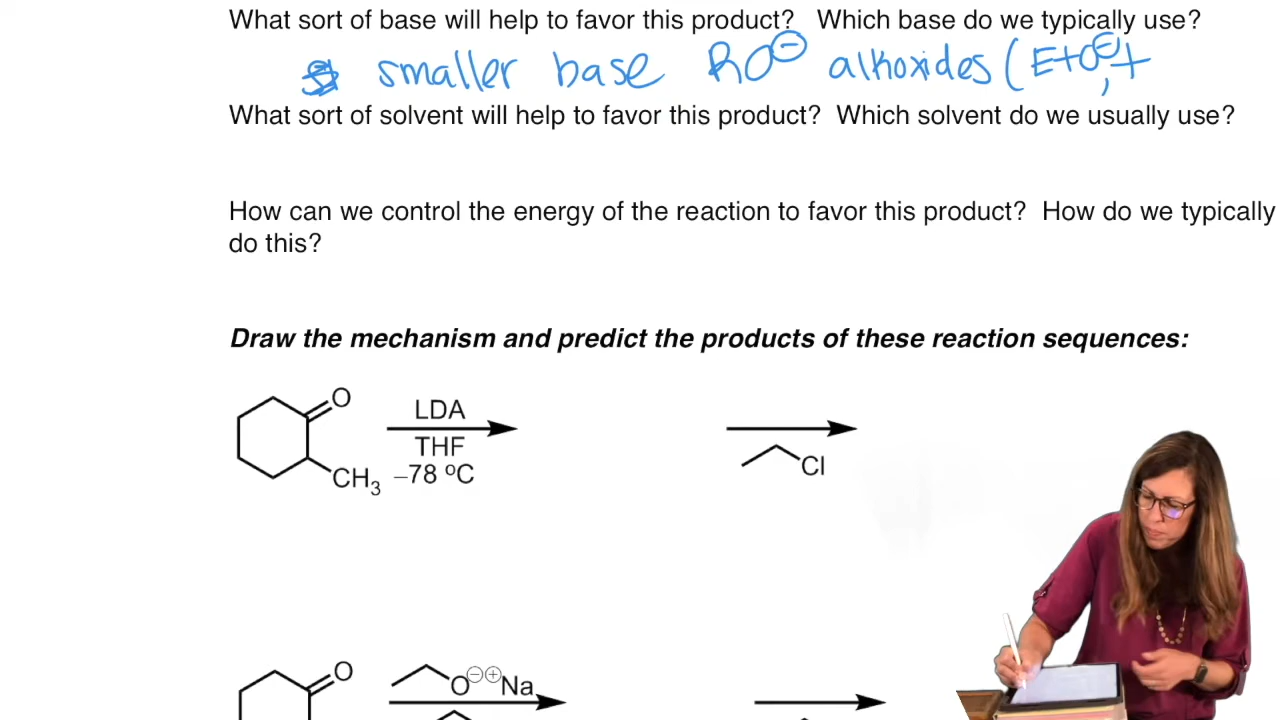 What sort of base will help to favor this product? Which base do we typically use?
smaller base RO⊖ alkoxides (EtO⊖, t
What sort of solvent will help to favor this product? Which solvent do we usually use?
How can we control the energy of the reaction to favor this product? How do we typically
do this?
Draw the mechanism and predict the products of these reaction sequences:
O
LDA
THF
CH3 –78 ºC
Cl
O
O⊖⊕Na